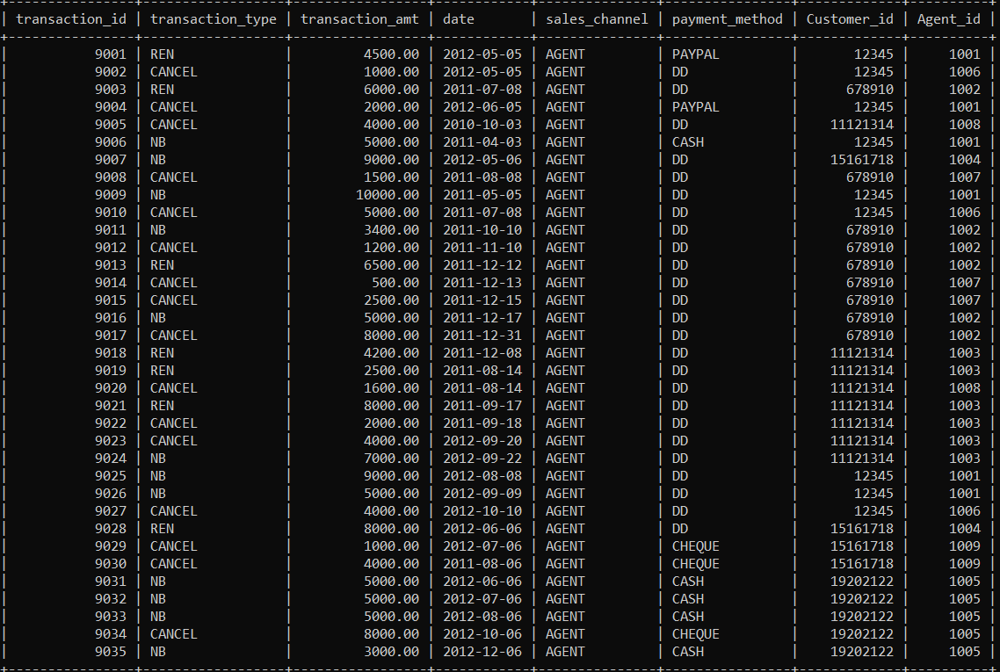 | transaction_id | transaction_type | transaction_amt | date | sales_channel | payment_method | Customer_id | Agent_id |
| 9001 | REN | 4500.00 | 2012-05-05 | AGENT | PAYPAL | 12345 | 1001 |
| 9002 | CANCEL | 1000.00 | 2012-05-05 | AGENT | DD | 12345 | 1006 |
| 9003 | REN | 6000.00 | 2011-07-08 | AGENT | DD | 678910 | 1002 |
| 9004 | CANCEL | 2000.00 | 2012-06-05 | AGENT | PAYPAL | 12345 | 1001 |
| 9005 | CANCEL | 4000.00 | 2010-10-03 | AGENT | DD | 11121314 | 1008 |
| 9006 | NB | 5000.00 | 2011-04-03 | AGENT | CASH | 12345 | 1001 |
| 9007 | NB | 9000.00 | 2012-05-06 | AGENT | DD | 15161718 | 1004 |
| 9008 | CANCEL | 1500.00 | 2011-08-08 | AGENT | DD | 678910 | 1007 |
| 9009 | NB | 10000.00 | 2011-05-05 | AGENT | DD | 12345 | 1001 |
| 9010 | CANCEL | 5000.00 | 2011-07-08 | AGENT | DD | 12345 | 1006 |
| 9011 | NB | 3400.00 | 2011-10-10 | AGENT | DD | 678910 | 1002 |
| 9012 | CANCEL | 1200.00 | 2011-11-10 | AGENT | DD | 678910 | 1002 |
| 9013 | REN | 6500.00 | 2011-12-12 | AGENT | DD | 678910 | 1002 |
| 9014 | CANCEL | 500.00 | 2011-12-13 | AGENT | DD | 678910 | 1007 |
| 9015 | CANCEL | 2500.00 | 2011-12-15 | AGENT | DD | 678910 | 1007 |
| 9016 | NB | 5000.00 | 2011-12-17 | AGENT | DD | 678910 | 1002 |
| 9017 | CANCEL | 8000.00 | 2011-12-31 | AGENT | DD | 678910 | 1002 |
| 9018 | REN | 4200.00 | 2011-12-08 | AGENT | DD | 11121314 | 1003 |
| 9019 | REN | 2500.00 | 2011-08-14 | AGENT | DD | 11121314 | 1003 |
| 9020 | CANCEL | 1600.00 | 2011-08-14 | AGENT | DD | 11121314 | 1008 |
| 9021 | REN | 8000.00 | 2011-09-17 | AGENT | DD | 11121314 | 1003 |
| 9022 | CANCEL | 2000.00 | 2011-09-18 | AGENT | DD | 11121314 | 1003 |
| 9023 | CANCEL | 4000.00 | 2012-09-20 | AGENT | DD | 11121314 | 1003 |
| 9024 | NB | 7000.00 | 2012-09-22 | AGENT | DD | 11121314 | 1003 |
| 9025 | NB | 9000.00 | 2012-08-08 | AGENT | DD | 12345 | 1001 |
| 9026 | NB | 5000.00 | 2012-09-09 | AGENT | DD | 12345 | 1001 |
| 9027 | CANCEL | 4000.00 | 2012-10-10 | AGENT | DD | 12345 | 1006 |
| 9028 | REN | 8000.00 | 2012-06-06 | AGENT | DD | 15161718 | 1004 |
| 9029 | CANCEL | 1000.00 | 2012-07-06 | AGENT | CHEQUE | 15161718 | 1009 |
| 9030 | CANCEL | 4000.00 | 2011-08-06 | AGENT | CHEQUE | 15161718 | 1009 |
| 9031 | NB | 5000.00 | 2012-06-06 | AGENT | CASH | 19202122 | 1005 |
| 9032 | NB | 5000.00 | 2012-07-06 | AGENT | CASH | 19202122 | 1005 |
| 9033 | NB | 5000.00 | 2012-08-06 | AGENT | CASH | 19202122 | 1005 |
| 9034 | CANCEL | 8000.00 | 2012-10-06 | AGENT | CHEQUE | 19202122 | 1005 |
| 9035 | NB | 3000.00 | 2012-12-06 | AGENT | CASH | 19202122 | 1005 |